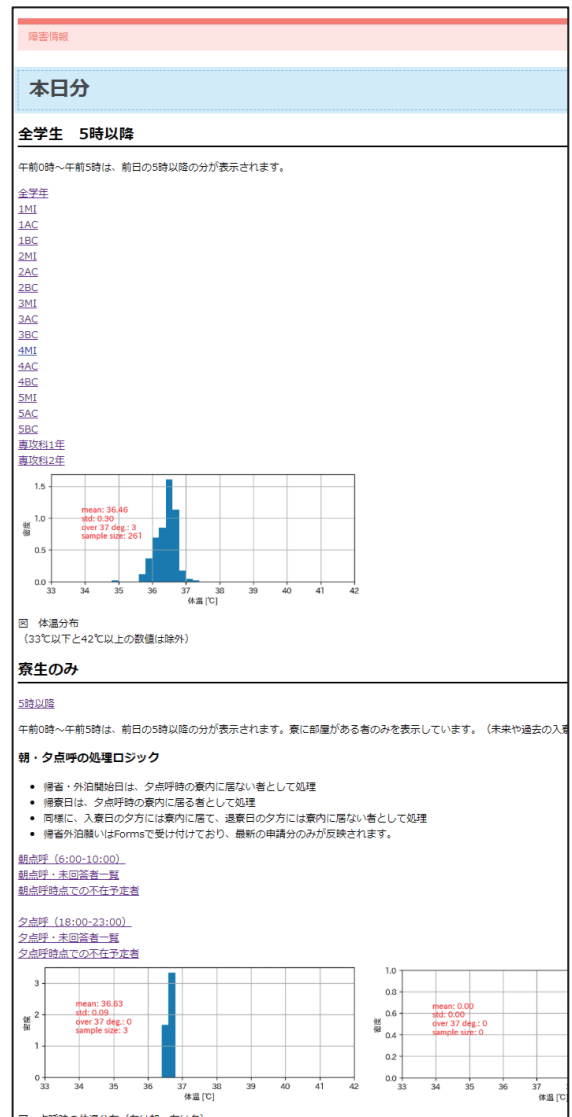 障害情報
本日分
全学生　5時以降
午前0時～午前5時は、前日の5時以降の分が表示されます。
全学年
1MI
1AC
1BC
2MI
2AC
2BC
3MI
3AC
3BC
4MI
4AC
4BC
5MI
5AC
5BC
専攻科1年
専攻科2年
1.5
1.0
0.5
0.0
密度
mean: 36.46
std: 0.30
over 37 deg.: 3
sample size: 261
33 34 35 36 37 38 39 40 41 42
体温 [℃]
図　体温分布
（33℃以下と42℃以上の数値は除外）
寮生のみ
5時以降
午前0時～午前5時は、前日の5時以降の分が表示されます。寮に部屋がある者のみを表示しています。（未来や過去の入寮
朝・夕点呼の処理ロジック
• 帰省・外泊開始日は、夕点呼時の寮内に居ない者として処理
• 帰寮日は、夕点呼時の寮内に居る者として処理
• 同様に、入寮日の夕方には寮内に居て、退寮日の夕方には寮内に居ない者として処理
• 帰省外泊願いはFormsで受け付けており、最新の申請分のみが反映されます。
朝点呼（6:00-10:00）
朝点呼・未回答者一覧
朝点呼時点での不在予定者
夕点呼（18:00-23:00）
夕点呼・未回答者一覧
夕点呼時点での不在予定者
3
2
1
0
密度
mean: 36.63
std: 0.09
over 37 deg.: 0
sample size: 3
33 34 35 36 37 38 39 40 41 42
体温 [℃]
1.0
0.8
0.6
0.4
0.2
0.0
密度
mean: 0.00
std: 0.00
over 37 deg.: 0
sample size: 0
33 34 35 36 37
体温 [℃]